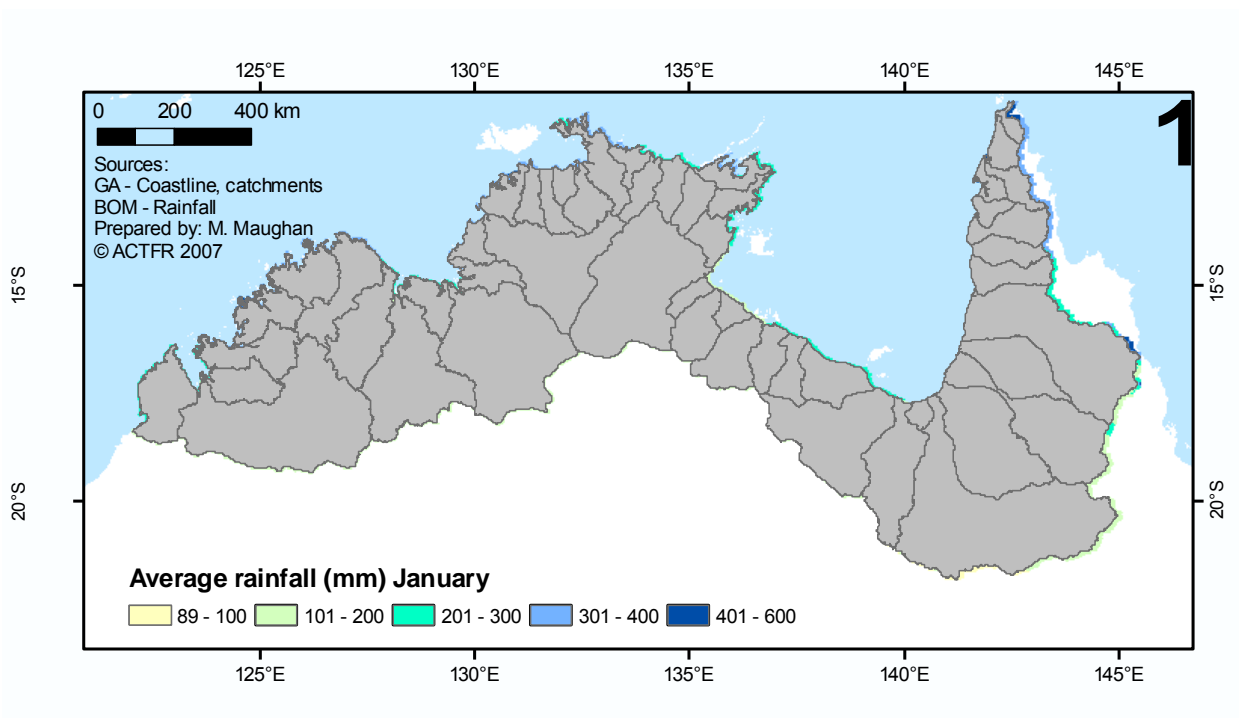 125°E 130°E 135°E 140°E 145°E
1
0 200 400 km
Sources:
GA - Coastline, catchments
BOM - Rainfall
Prepared by: M. Maughan
© ACTFR 2007
15°S 15°S
20°S 20°S
Average rainfall (mm) January
89 - 100 101 - 200 201 - 300 301 - 400 401 - 600
125°E 130°E 135°E 140°E 145°E